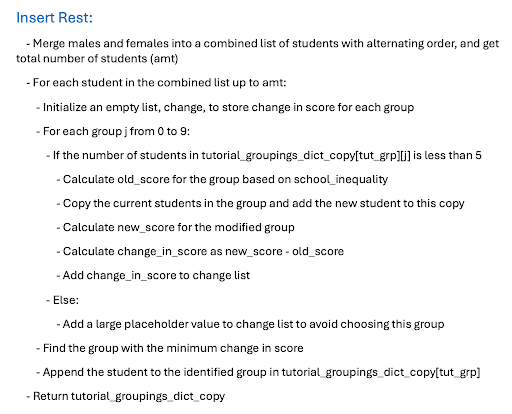 Insert Rest:
- Merge males and females into a combined list of students with alternating order, and get
total number of students (amt)
- For each student in the combined list up to amt:
- Initialize an empty list, change, to store change in score for each group
- For each group j from 0 to 9:
- If the number of students in tutorial_groupings_dict_copy[tut_grp][j] is less than 5
- Calculate old_score for the group based on school_inequality
- Copy the current students in the group and add the new student to this copy
- Calculate new_score for the modified group
- Calculate change_in_score as new_score - old_score
- Add change_in_score to change list
- Else:
- Add a large placeholder value to change list to avoid choosing this group
- Find the group with the minimum change in score
- Append the student to the identified group in tutorial_groupings_dict_copy[tut_grp]
- Return tutorial_groupings_dict_copy